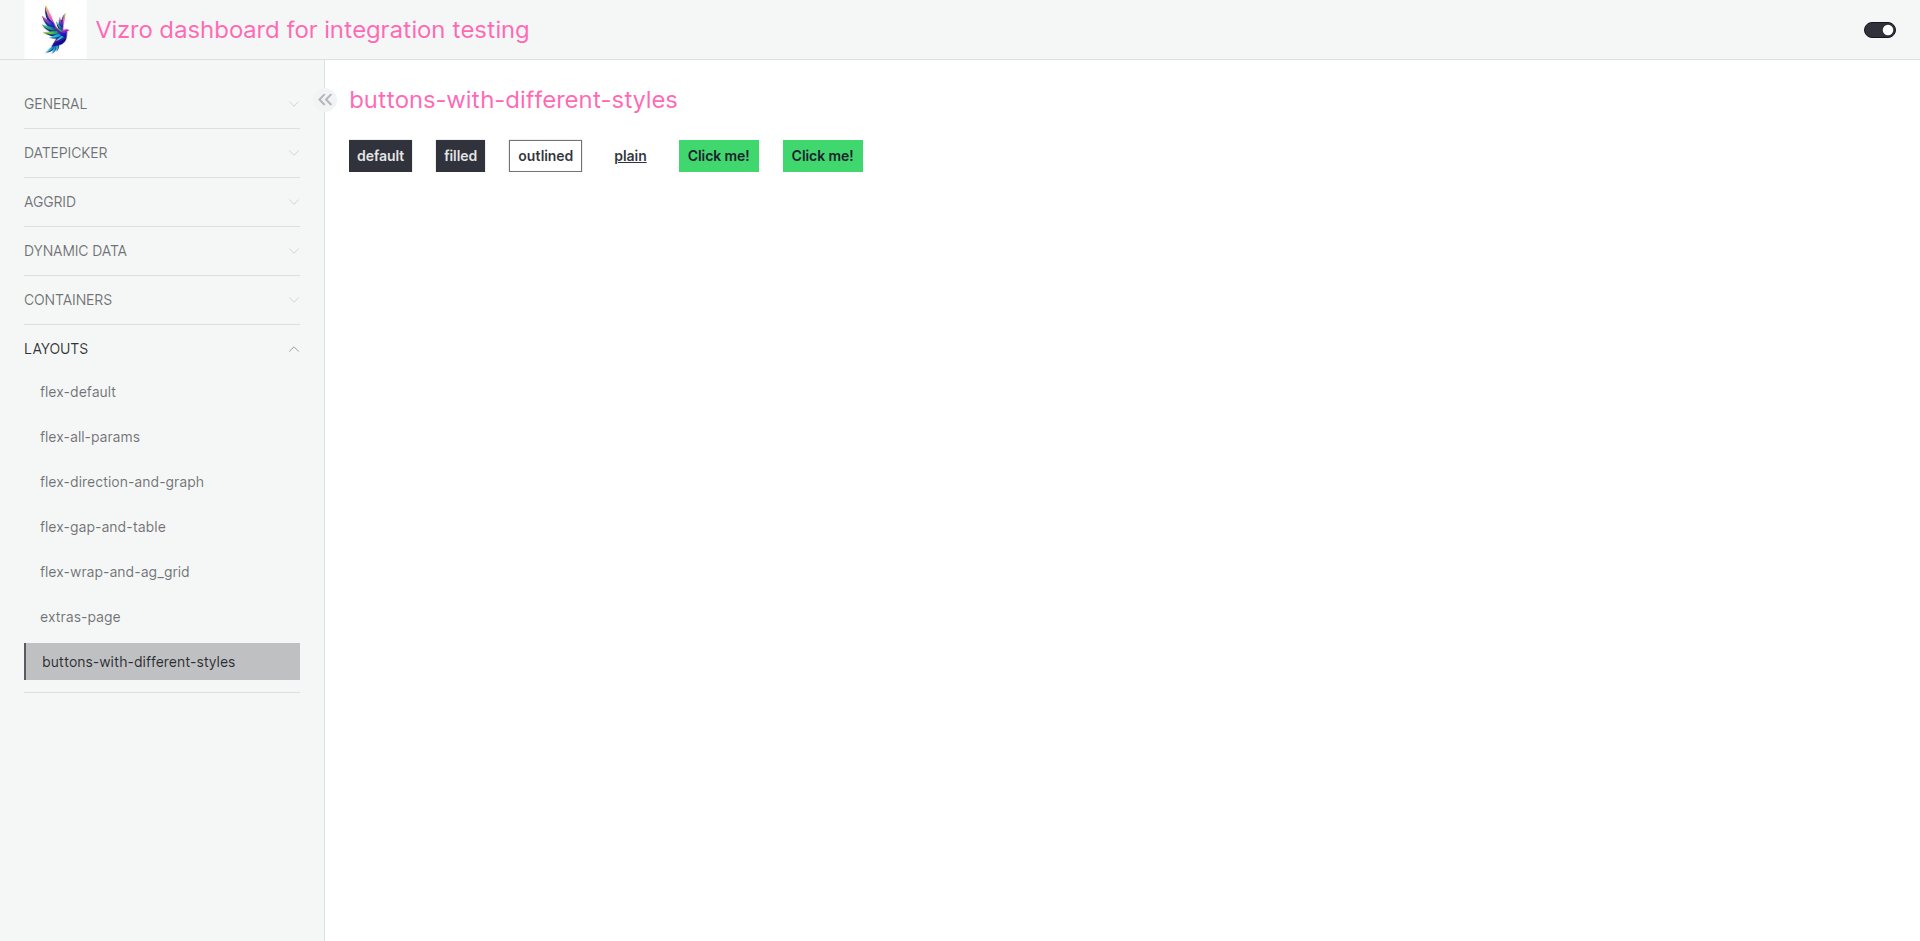 Vizro dashboard for integration testing
GENERAL
DATEPICKER
AGGRID
DYNAMIC DATA
CONTAINERS
LAYOUTS
flex-default
flex-all-params
flex-direction-and-graph
flex-gap-and-table
flex-wrap-and-ag_grid
extras-page
buttons-with-different-styles
buttons-with-different-styles
default filled outlined plain Click me! Click me!